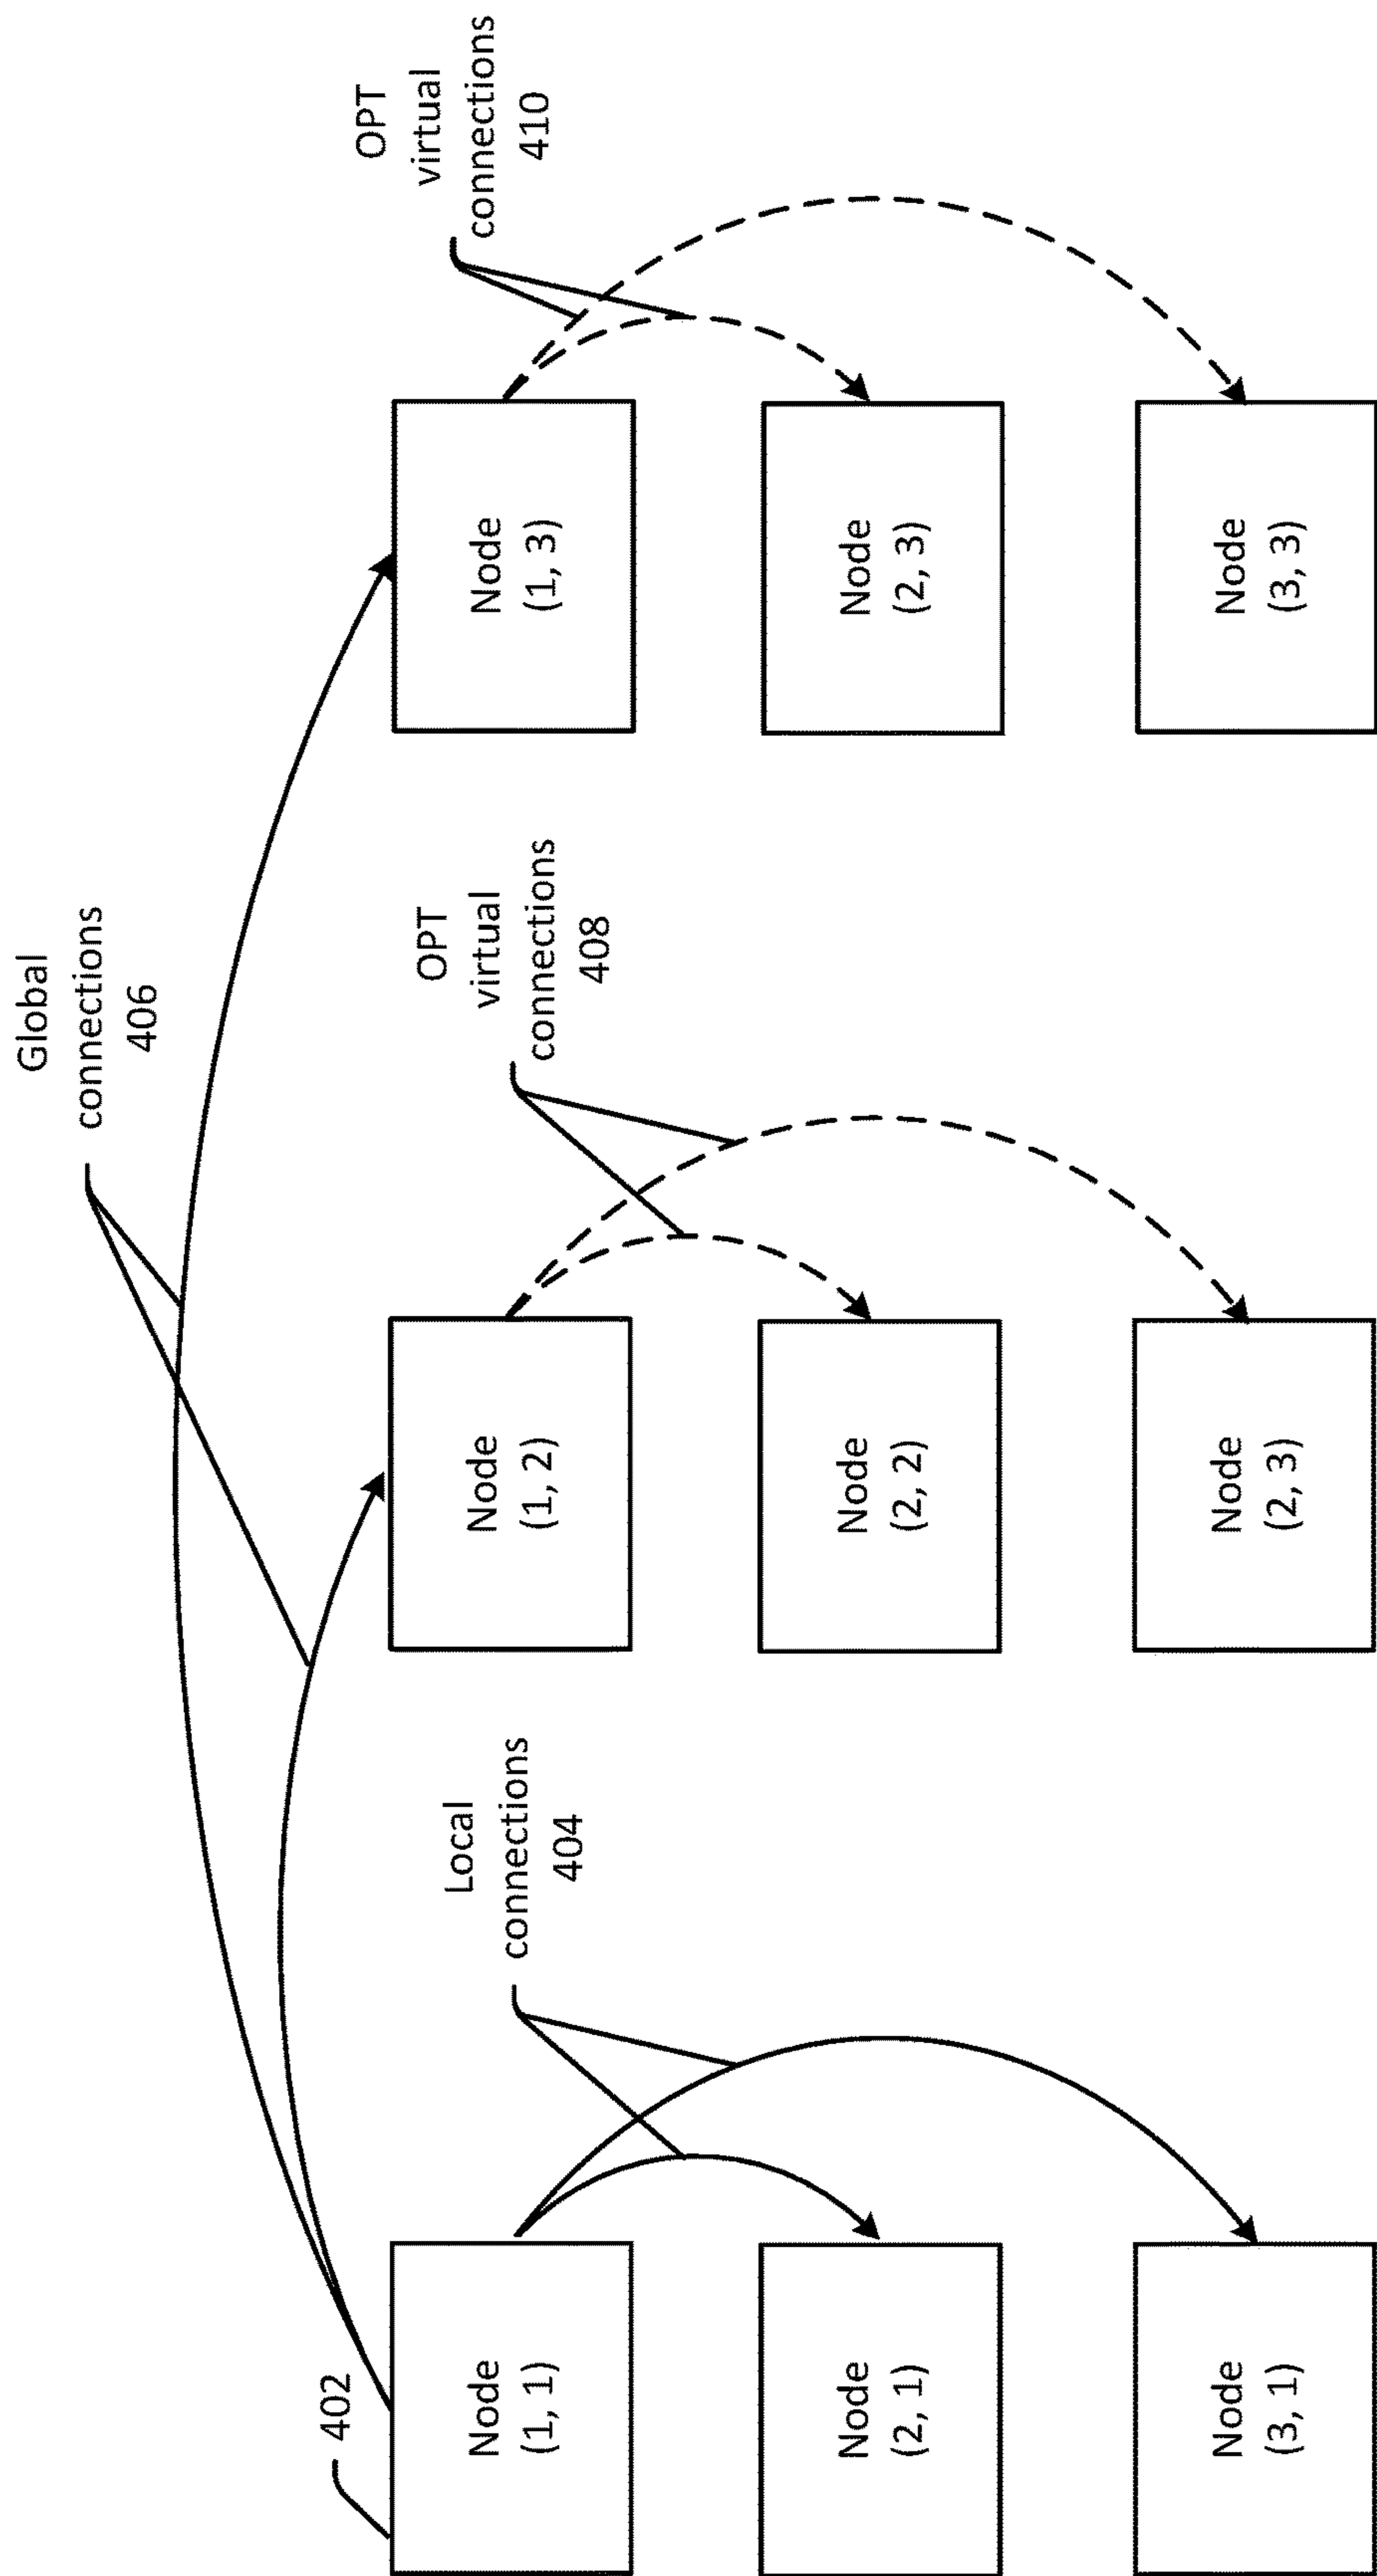 Global
connections
406
OPT
virtual
connections
410
OPT
virtual
connections
408
Local
connections
404
402
Node
(1, 1)
Node
(1, 2)
Node
(1, 3)
Node
(2, 1)
Node
(2, 2)
Node
(2, 3)
Node
(3, 1)
Node
(2, 3)
Node
(3, 3)